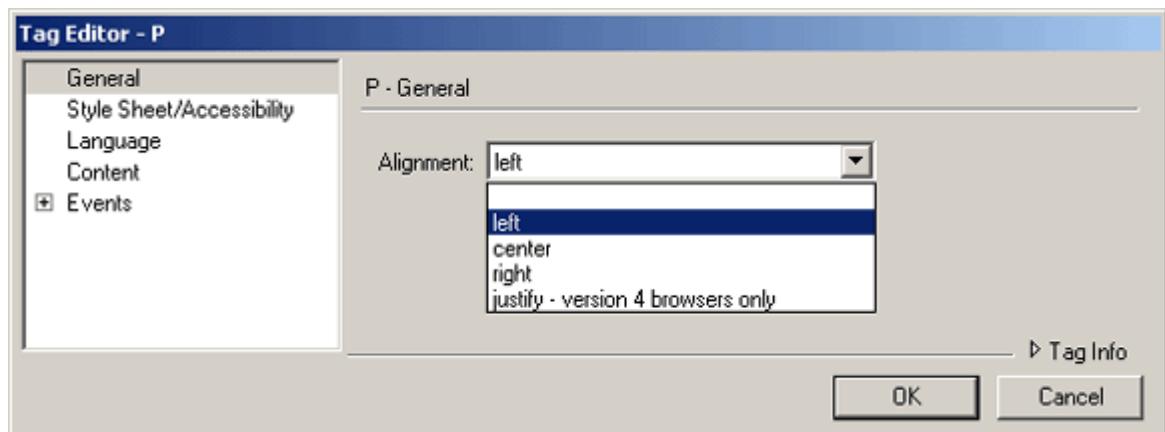 Tag Editor - P
General
Style Sheet/Accessibility
Language
Content
Events
P - General
Alignment: left
left
center
right
justify - version 4 browsers only
Tag Info
OK Cancel